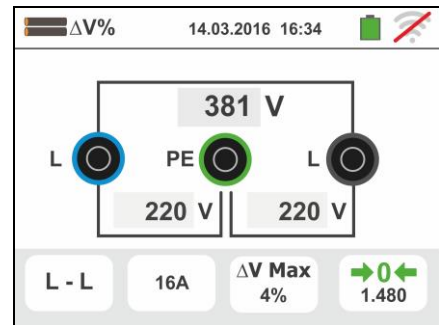 ΔV% 14.03.2016 16:34
381 V
L PE L
220 V 220 V
L - L 16A ΔV Max 4% →0← 1.480